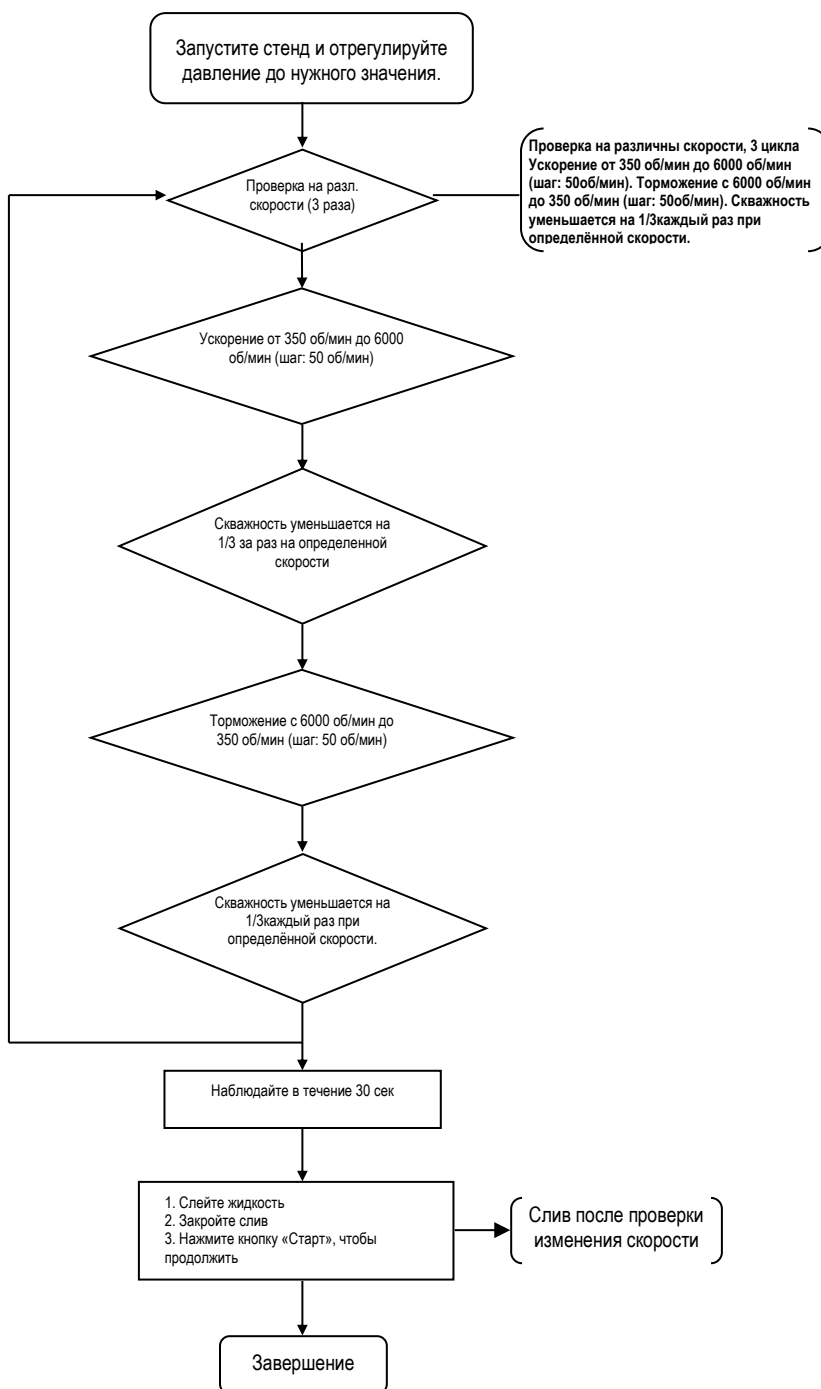 Запустите стенд и отрегулируйте
давление до нужного значения.
Проверка на разл.
скорости (3 раза)
Проверка на различны скорости, 3 цикла
Ускорение от 350 об/мин до 6000 об/мин
(шаг: 50об/мин). Торможение с 6000 об/мин
до 350 об/мин (шаг: 50об/мин). Скважность
уменьшается на 1/3каждый раз при
определённой скорости.
Ускорение от 350 об/мин до 6000
об/мин (шаг: 50 об/мин)
Скважность уменьшается на
1/3 за раз на определенной
скорости
Торможение с 6000 об/мин до
350 об/мин (шаг: 50 об/мин)
Скважность уменьшается на
1/3каждый раз при
определённой скорости.
Наблюдайте в течение 30 сек
1. Слейте жидкость
2. Закройте слив
3. Нажмите кнопку «Старт», чтобы
продолжить
Слив после проверки
изменения скорости
Завершение